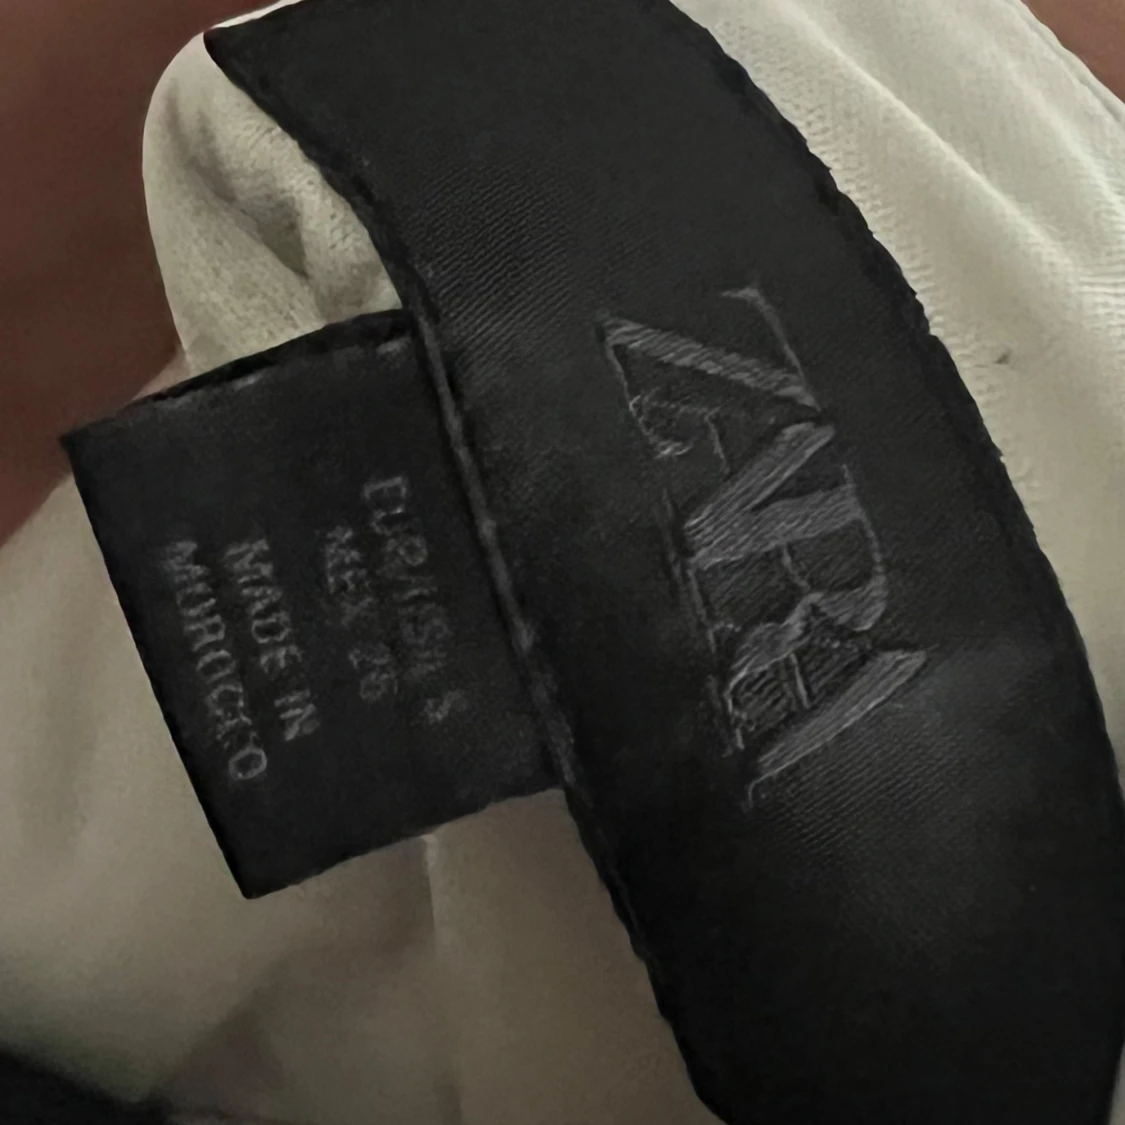 ZARA
EUR/USA S
MEX 26
MADE IN
MOROCCO